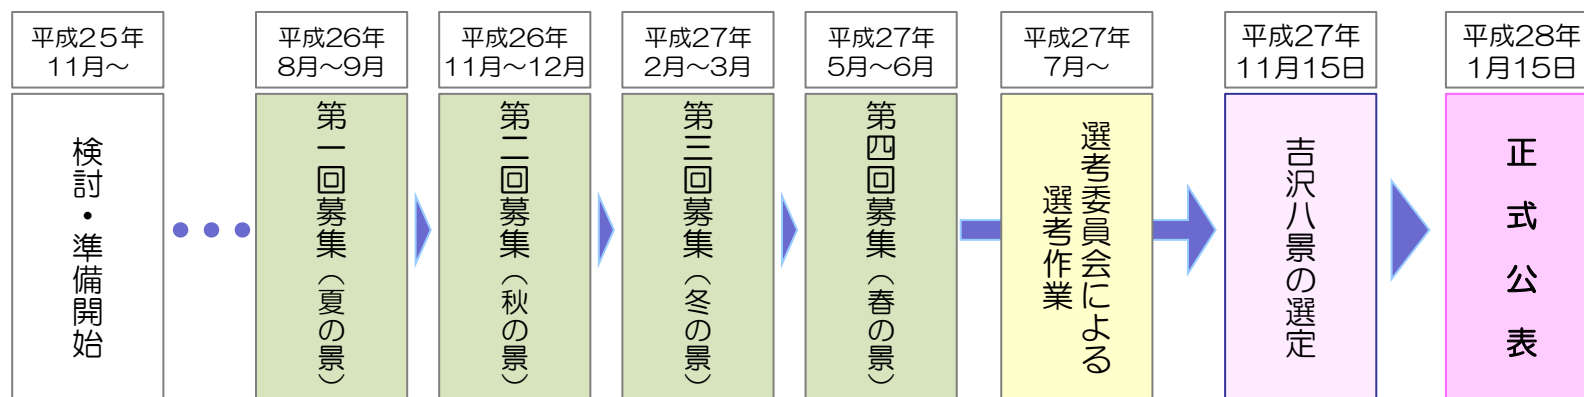 平成２５年
11月～
検討・準備開始
平成26年
8月～9月
第一回募集（夏の景）
平成26年
11月～12月
第二回募集（秋の景）
平成27年
2月～3月
第三回募集（冬の景）
平成27年
5月～6月
第四回募集（春の景）
平成27年
7月～
選考委員会による
選考作業
平成27年
11月15日
吉沢八景の選定
平成28年
1月15日
正式公表